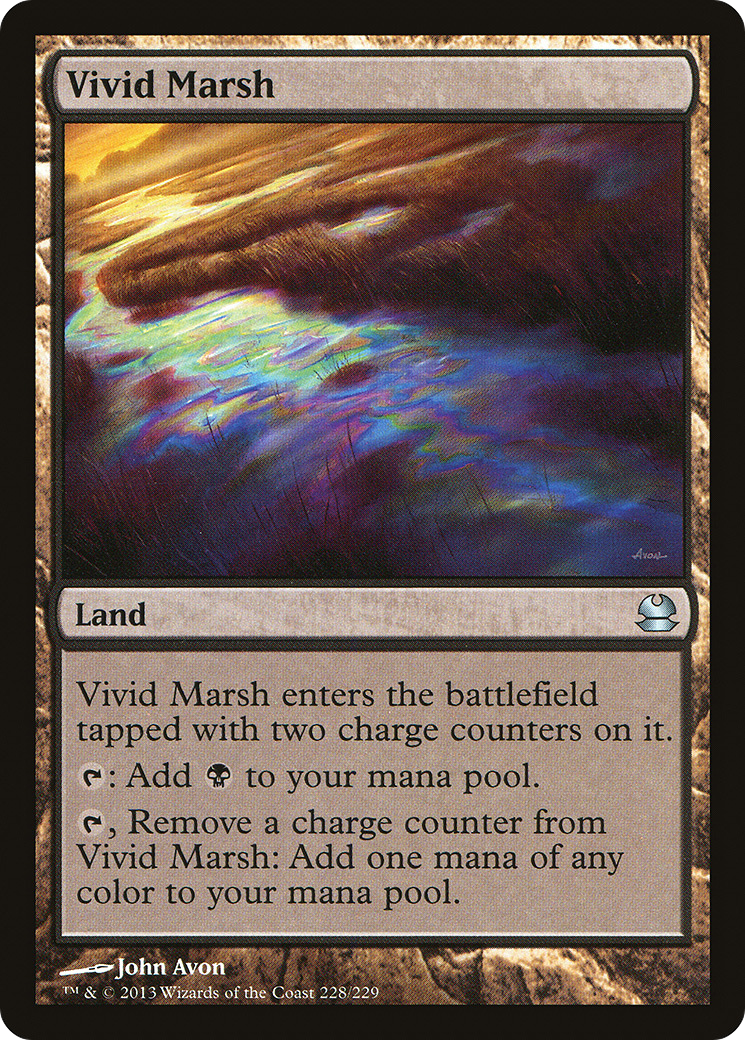 Vivid Marsh
Avon
Land
Vivid Marsh enters the battlefield
tapped with two charge counters on it.
: Add to your mana pool.
, Remove a charge counter from
Vivid Marsh: Add one mana of any
color to your mana pool.
John Avon
™ & © 2013 Wizards of the Coast 228/229